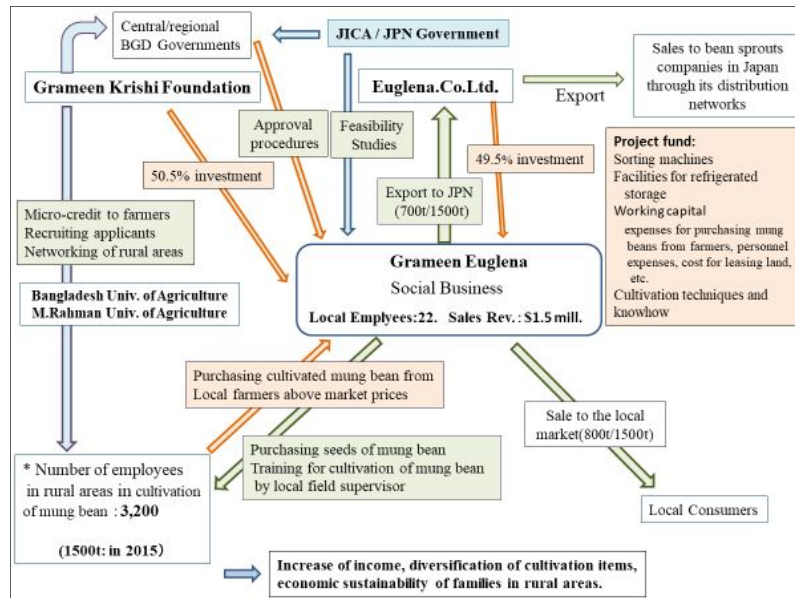 Central/regional
BGD Governments
JICA / JPN Government
Sales to bean sprouts
companies in Japan
through its distribution
networks
Grameen Krishi Foundation
Euglena.Co.Ltd.
Export
Approval
procedures
Feasibility
Studies
50.5% investment
49.5% investment
Export to JPN
(700t/1500t)
Project fund:
Sorting machines
Facilities for refrigerated
storage
Working capital
expenses for purchasing mung
beans from farmers, personnel
expenses, cost for leasing land,
etc.
Cultivation techniques and
knowhow
Micro-credit to farmers
Recruiting applicants
Networking of rural areas
Bangladesh Univ. of Agriculture
M.Rahman Univ. of Agriculture
Grameen Euglena
Social Business
Local Emplyees:22. Sales Rev.: $1.5 mill.
Purchasing cultivated mung bean from
Local farmers above market prices
Sale to the local
market(800t/1500t)
Purchasing seeds of mung bean
Training for cultivation of mung bean
by local field supervisor
* Number of employees
in rural areas in cultivation
of mung bean : 3,200
(1500t: in 2015)
Local Consumers
Increase of income, diversification of cultivation items,
economic sustainability of families in rural areas.